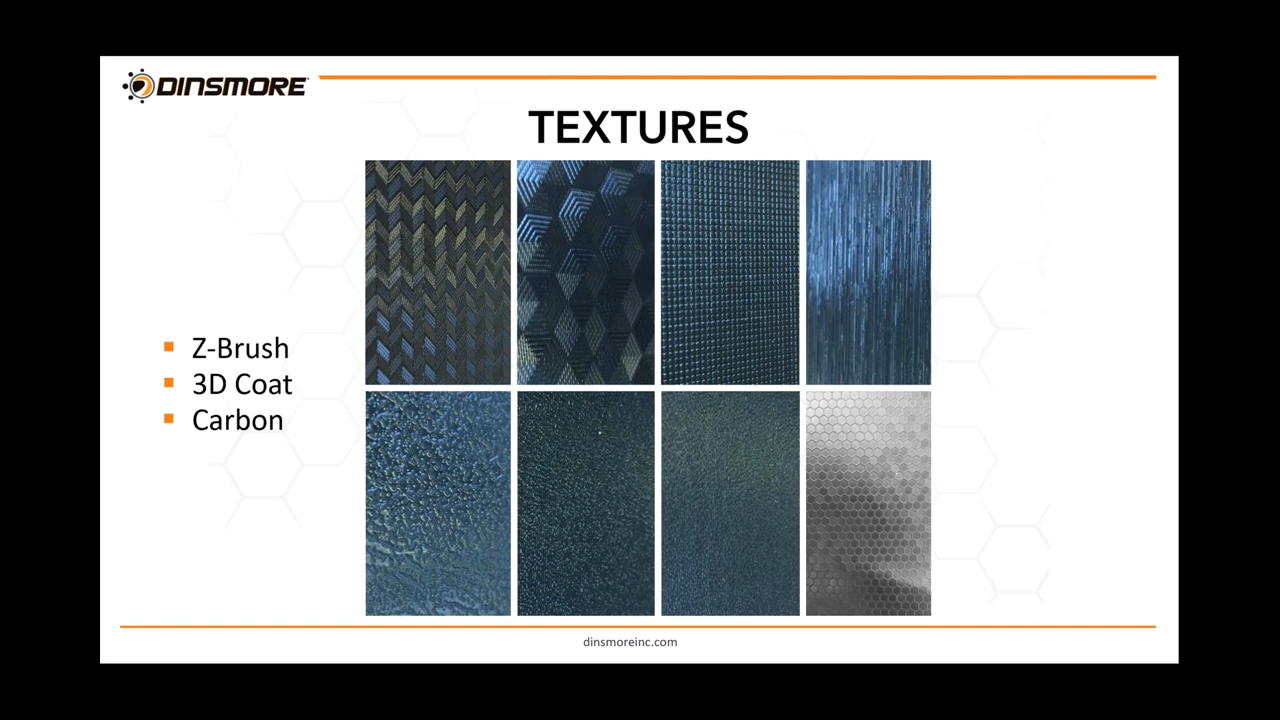 DINSMORE
TEXTURES
Z-Brush
3D Coat
Carbon
dinsmoreinc.com